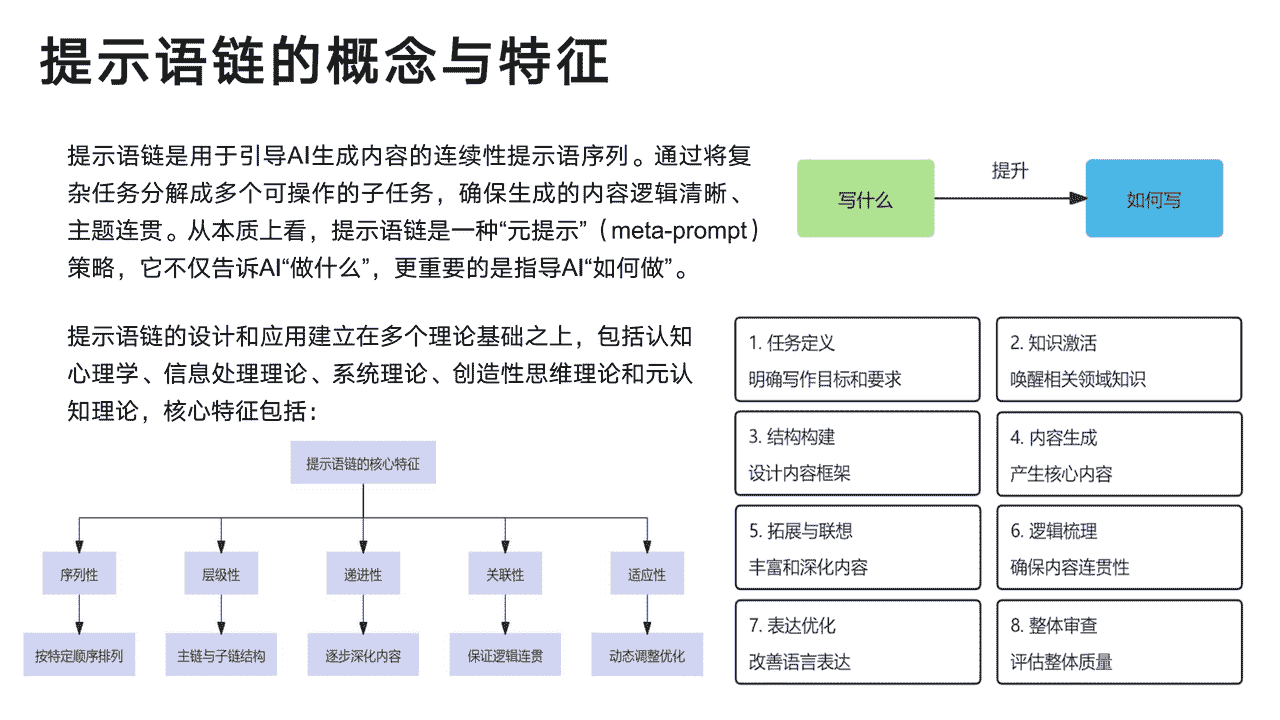 提示语链的概念与特征
提示语链是用于引导AI生成内容的连续性提示语序列。通过将复
杂任务分解成多个可操作的子任务，确保生成的内容逻辑清晰、
主题连贯。从本质上看，提示语链是一种“元提示”（meta-prompt）
策略，它不仅告诉AI“做什么”，更重要的是指导AI“如何做”。
提示语链的设计和应用建立在多个理论基础之上，包括认知
心理学、信息处理理论、系统理论、创造性思维理论和元认
知理论，核心特征包括：
提示语链的核心特征
序列性
层级性
递进性
关联性
适应性
按特定顺序排列
主链与子链结构
逐步深化内容
保证逻辑连贯
动态调整优化
写什么
提升
如何写
1. 任务定义
明确写作目标和要求
2. 知识激活
唤醒相关领域知识
3. 结构构建
设计内容框架
4. 内容生成
产生核心内容
5. 拓展与联想
丰富和深化内容
6. 逻辑梳理
确保内容连贯性
7. 表达优化
改善语言表达
8. 整体审查
评估整体质量